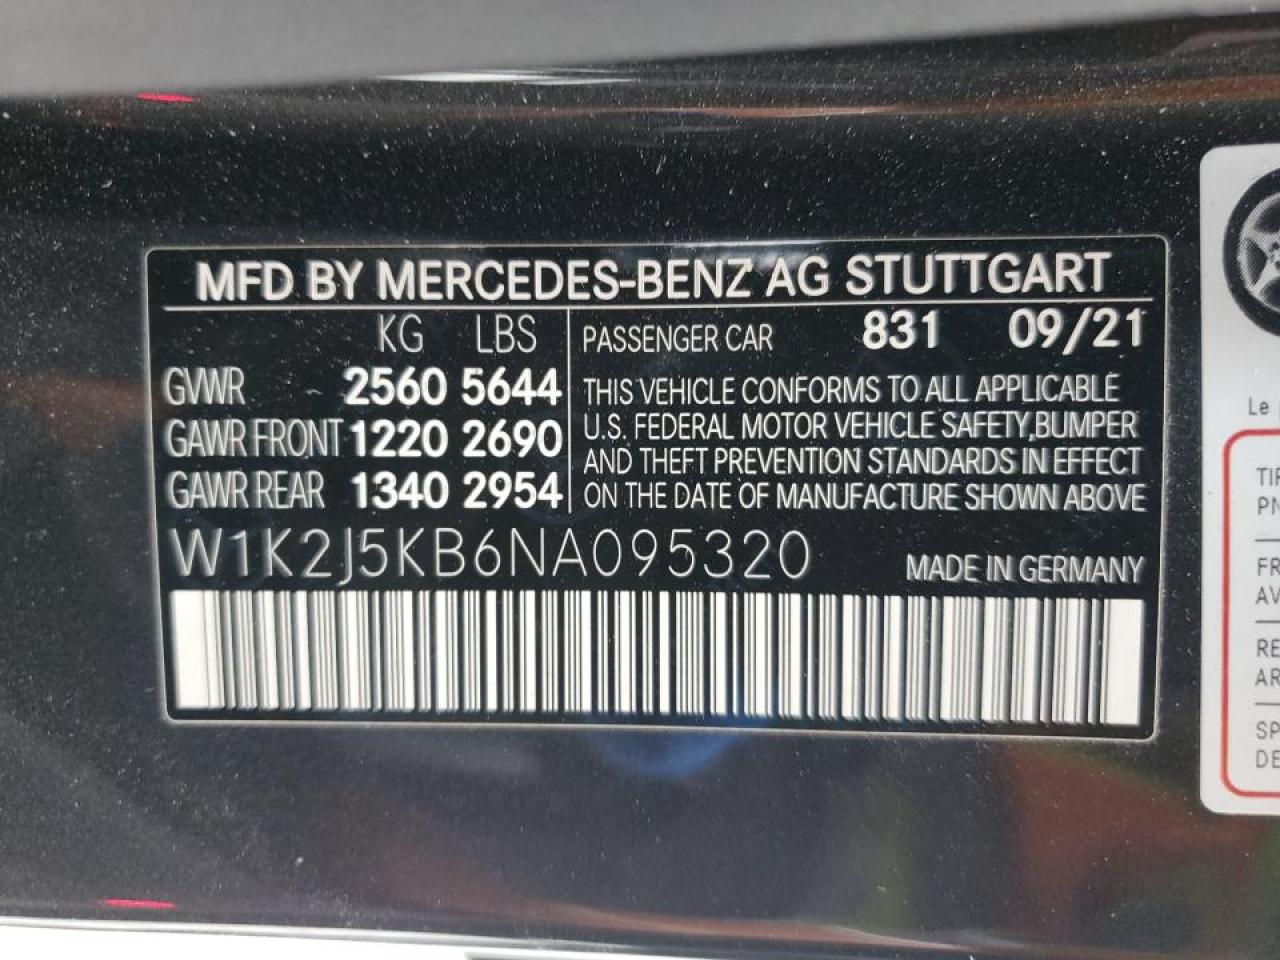 MFD BY MERCEDES-BENZ AG STUTTGART
KG LBS
GVWR 2560 5644
GAWR FRONT 1220 2690
GAWR REAR 1340 2954
PASSENGER CAR 831 09/21
THIS VEHICLE CONFORMS TO ALL APPLICABLE
U.S. FEDERAL MOTOR VEHICLE SAFETY, BUMPER
AND THEFT PREVENTION STANDARDS IN EFFECT
ON THE DATE OF MANUFACTURE SHOWN ABOVE
W1K2J5KB6NA095320
MADE IN GERMANY
Le